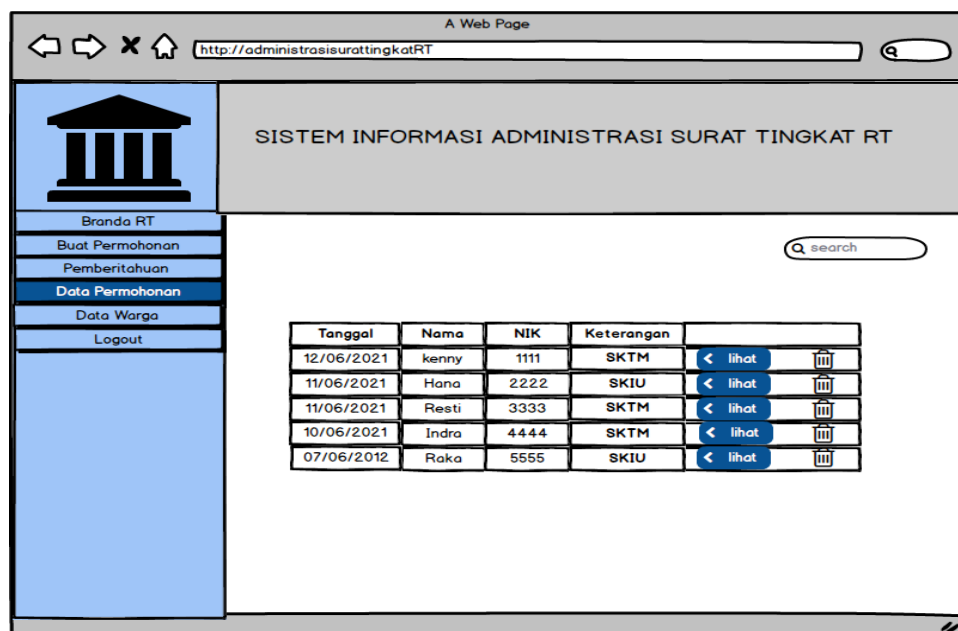 A Web Page
http://administrasisurattingkatRT
SISTEM INFORMASI ADMINISTRASI SURAT TINGKAT RT
Branda RT
Buat Permohonan
Pemberitahuan
Data Permohonan
Data Warga
Logout
search
Tanggal Nama NIK Keterangan
12/06/2021 kenny 1111 SKTM lihat
11/06/2021 Hana 2222 SKIU lihat
11/06/2021 Resti 3333 SKTM lihat
10/06/2021 Indra 4444 SKTM lihat
07/06/2012 Raka 5555 SKIU lihat